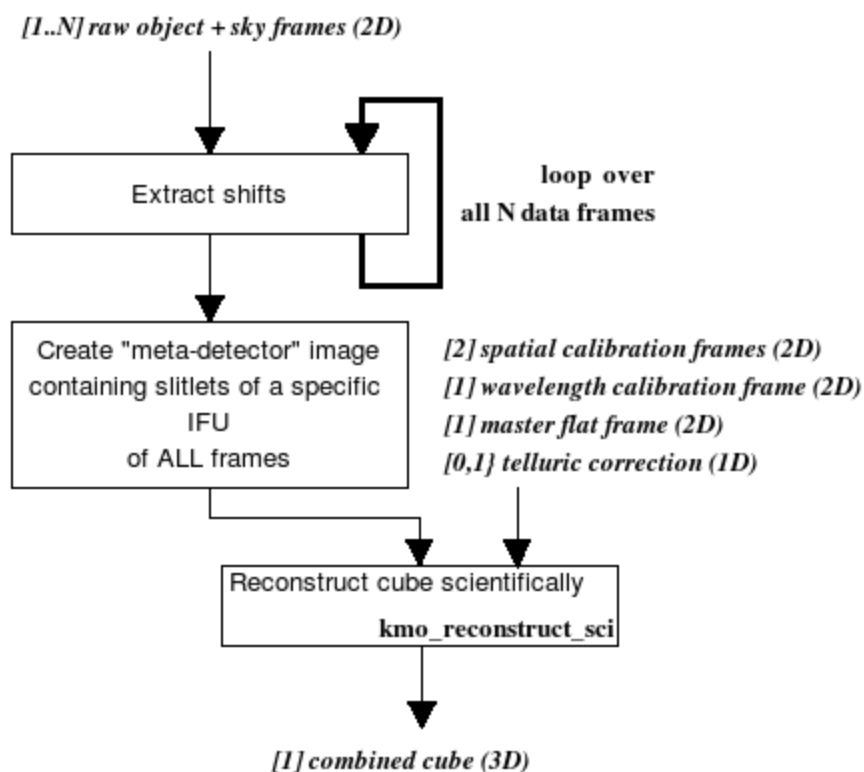 [1..N] raw object + sky frames (2D)
Extract shifts
loop over
all N data frames
Create "meta-detector" image
containing slitlets of a specific
IFU
of ALL frames
[2] spatial calibration frames (2D)
[1] wavelength calibration frame (2D)
[1] master flat frame (2D)
[0,1} telluric correction (1D)
Reconstruct cube scientifically
kmo_reconstruct_sci
[1] combined cube (3D)